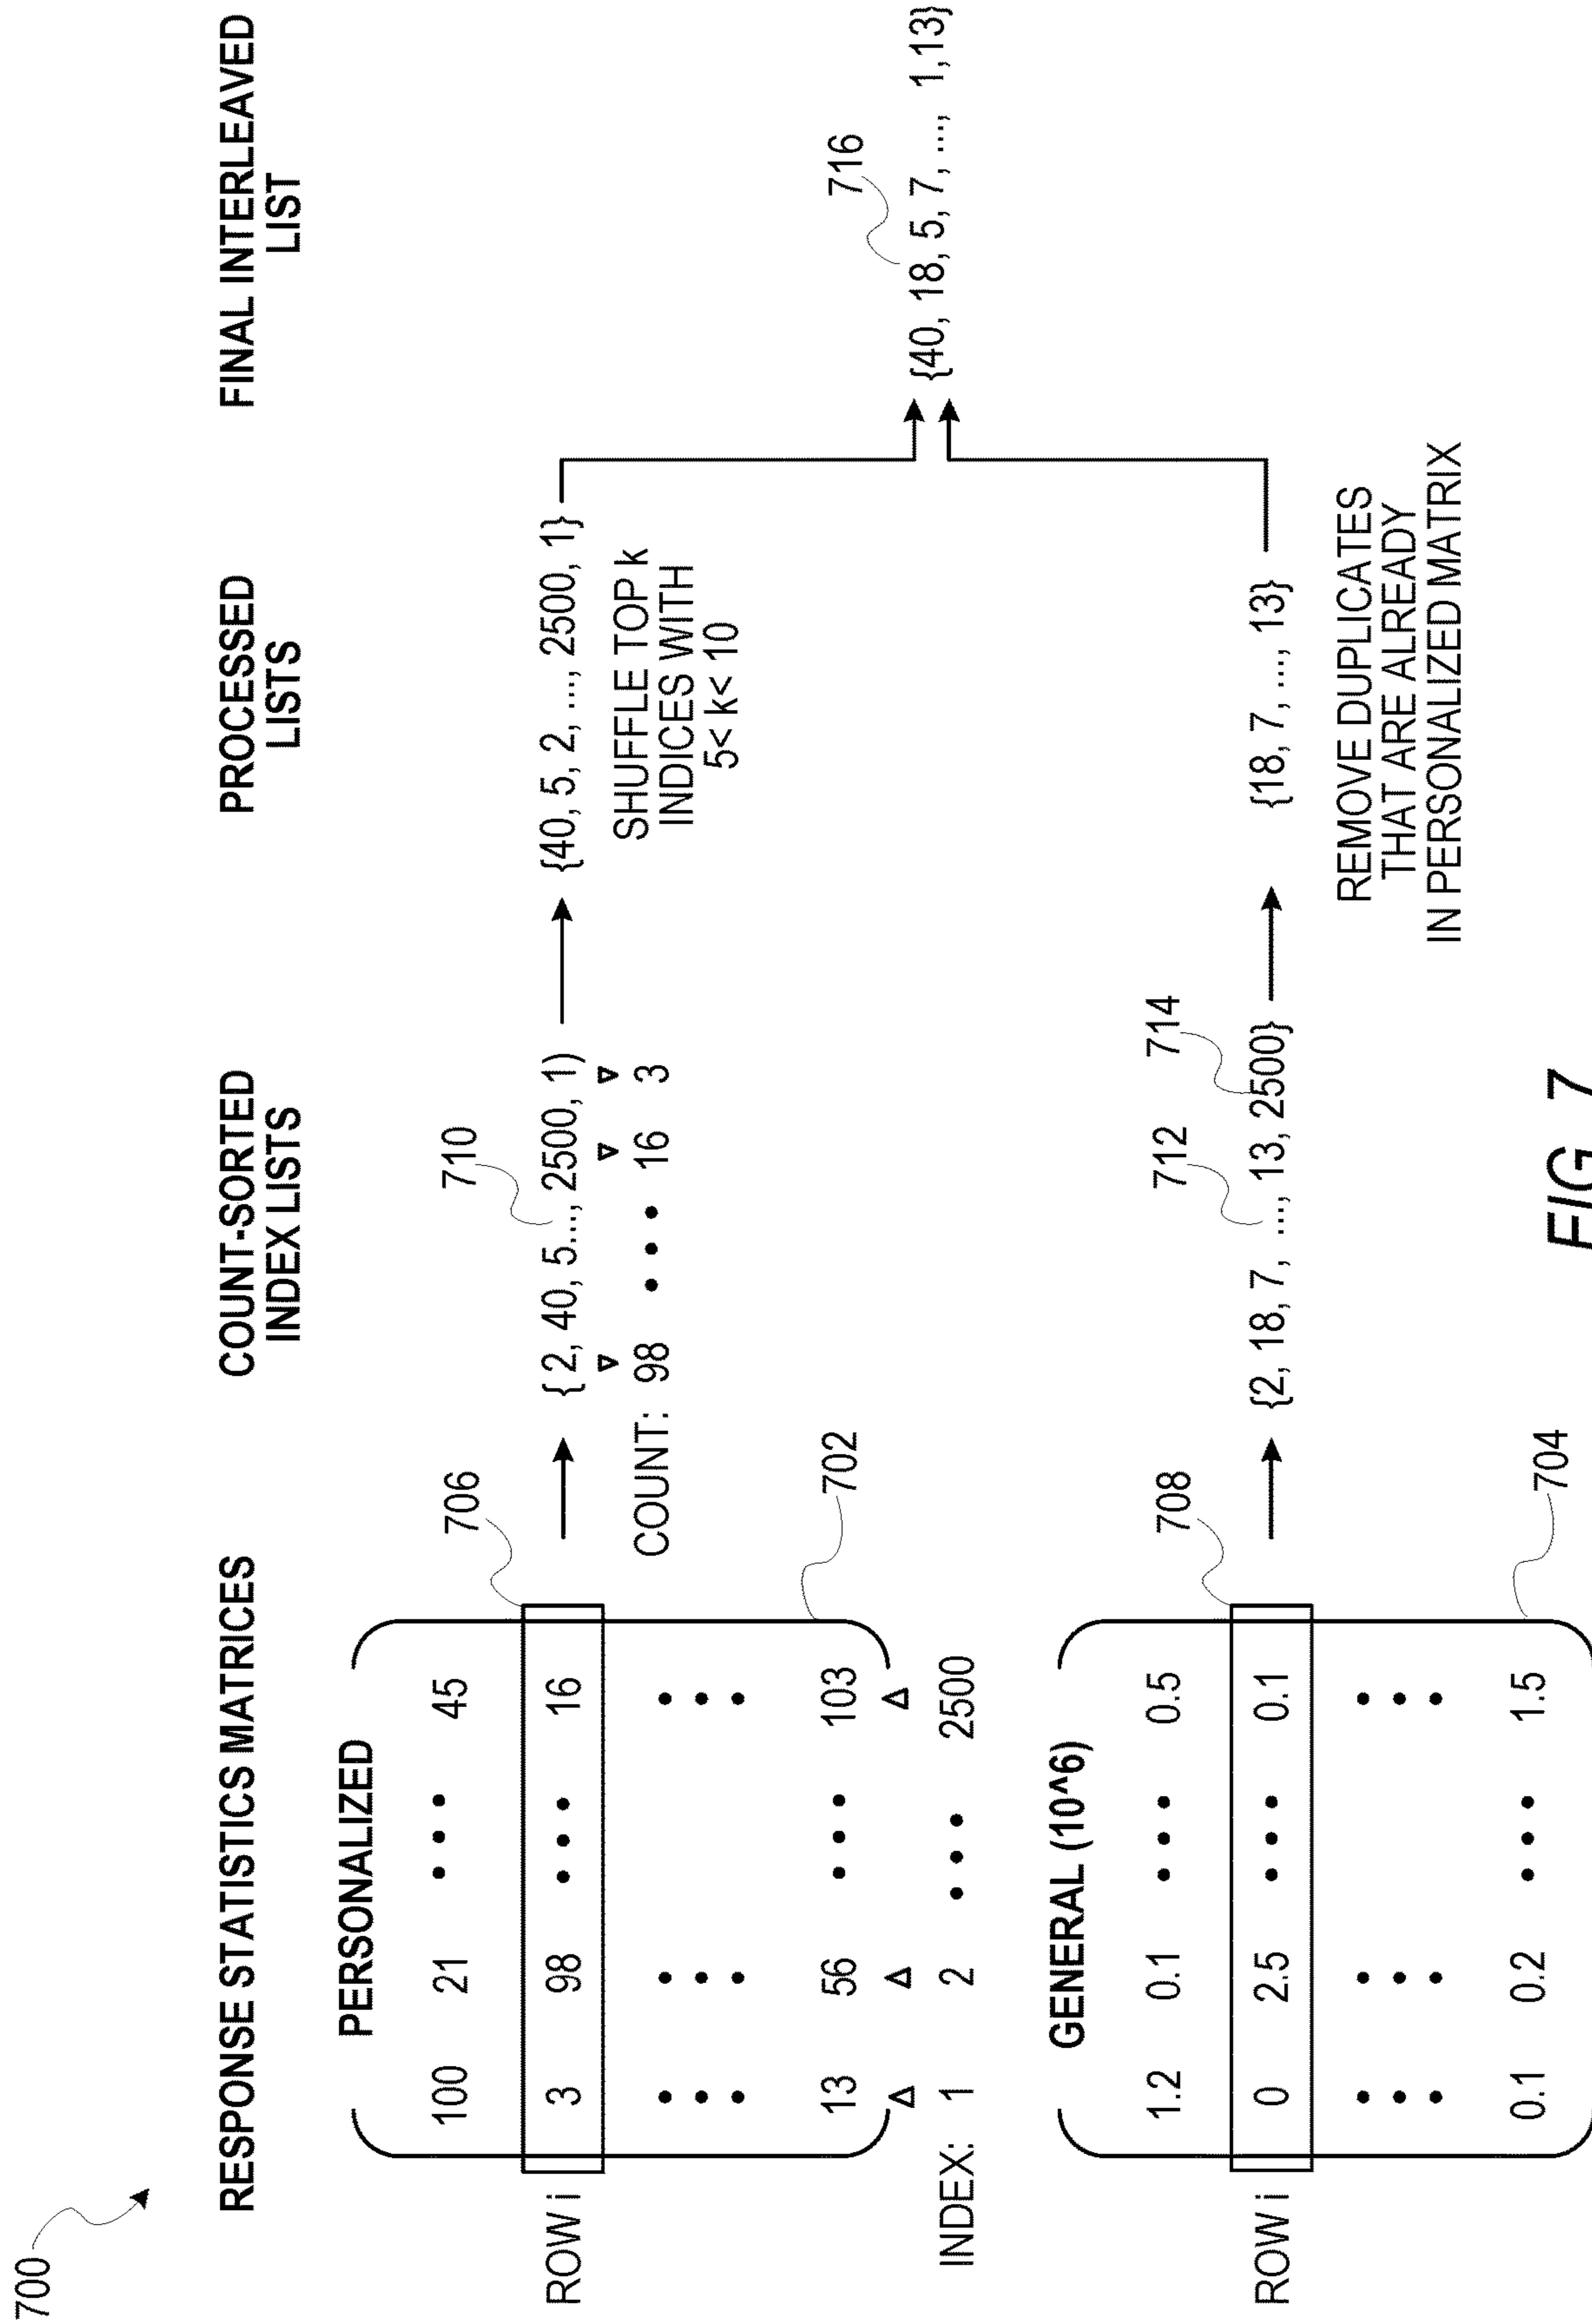 700
RESPONSE STATISTICS MATRICES
COUNT-SORTED
INDEX LISTS
PROCESSED
LISTS
FINAL INTERLEAVED
LIST
PERSONALIZED
100 21 • • • 45
706
ROW i 3 98 • • • 16
13 56 • • • 103
702
INDEX: 1 2 • • • 2500
710
{ 2, 40, 5..., 2500, 1)
COUNT: 98 • • • 16 3
{40, 5, 2, ..., 2500, 1}
SHUFFLE TOP k
INDICES WITH
5< k< 10
716
{40, 18, 5, 7, ..., 1,13}
GENERAL (10^6)
1.2 0.1 • • • 0.5
708
ROW i 0 2.5 • • • 0.1
0.1 0.2 • • • 1.5
704
712
714
{2, 18, 7, ..., 13, 2500}
{18, 7, ..., 13}
REMOVE DUPLICATES
THAT ARE ALREADY
IN PERSONALIZED MATRIX
FIG. 7